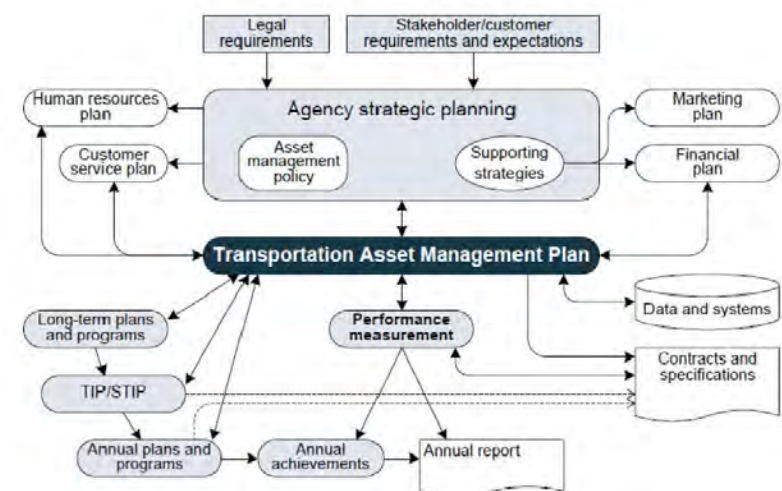 Legal
requirements
Stakeholder/customer
requirements and expectations
Human resources
plan
Agency strategic planning
Marketing
plan
Customer
service plan
Asset
management
policy
Supporting
strategies
Financial
plan
Transportation Asset Management Plan
Long-term plans
and programs
Performance
measurement
Data and systems
TIP/STIP
Contracts and
specifications
Annual plans and
programs
Annual
achievements
Annual report